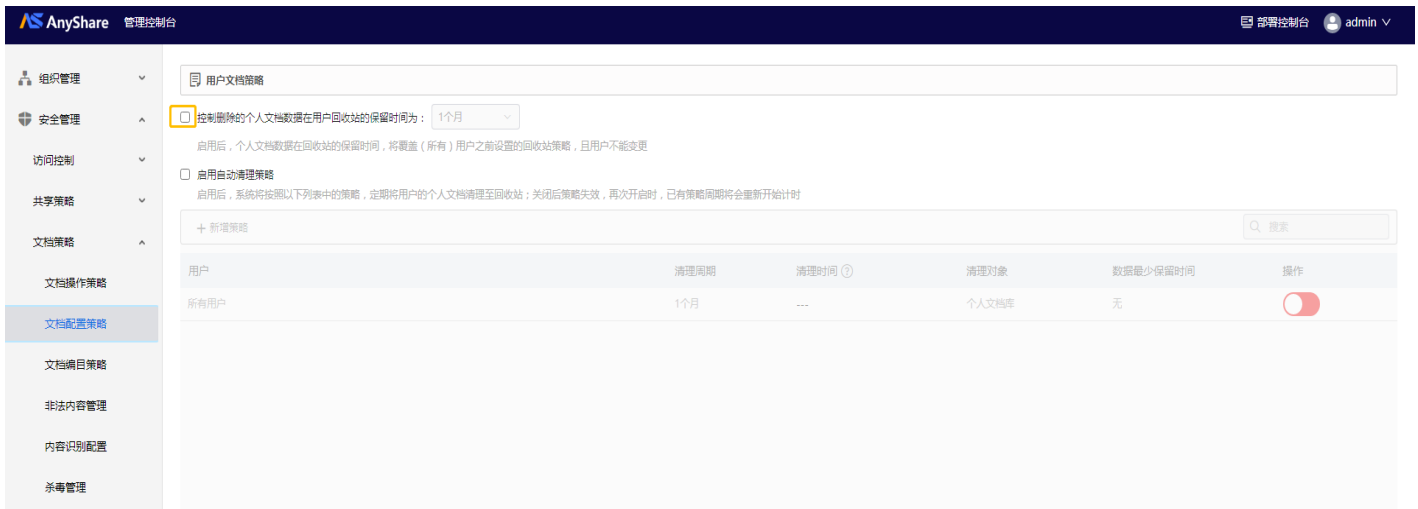 AnyShare 管理控制台 部署控制台 admin
组织管理
用户文档策略
安全管理
控制删除的个人文档数据在用户回收站的保留时间为： 1个月
启用后，个人文档数据在回收站的保留时间，将覆盖（所有）用户之前设置的回收站策略，且用户不能变更
访问控制
启用自动清理策略
启用后，系统将按照以下列表中的策略，定期将用户的个人文档清理至回收站；关闭后策略失效，再次开启时，已有策略周期将会重新开始计时
共享策略
+ 新增策略 搜索
文档策略
用户 清理周期 清理时间 ? 清理对象 数据最少保留时间 操作
文档操作策略
所有用户 1个月 --- 个人文档库 无
文档配置策略
文档编目策略
非法内容管理
内容识别配置
杀毒管理